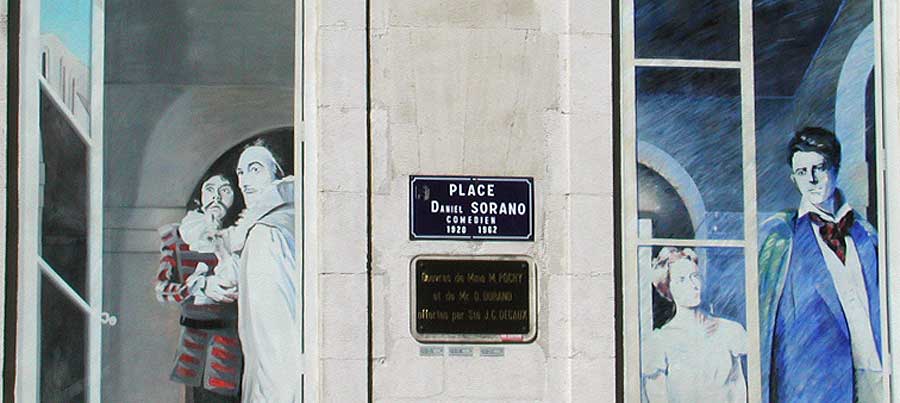 PLACE
DANIEL SORANO
COMEDIEN
1920 1962
Oeuvres de Mme M. POCHY
et de Mr. D. DURAND
offertes par Sté J.C. DECAUX